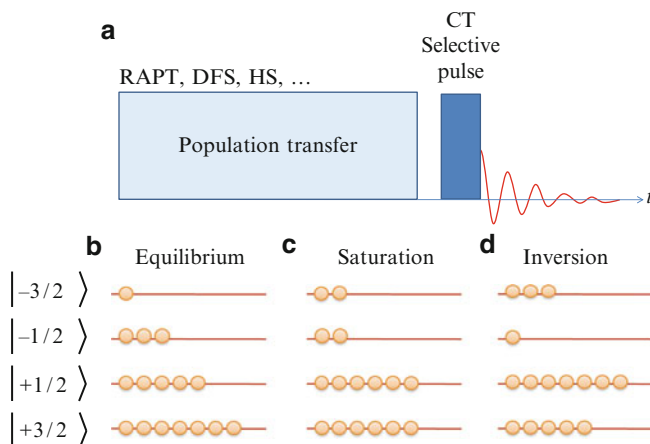 a
CT
Selective
pulse
RAPT, DFS, HS, …
Population transfer
t
b Equilibrium
c Saturation
d Inversion
|–3/2⟩
|–1/2⟩
|+1/2⟩
|+3/2⟩